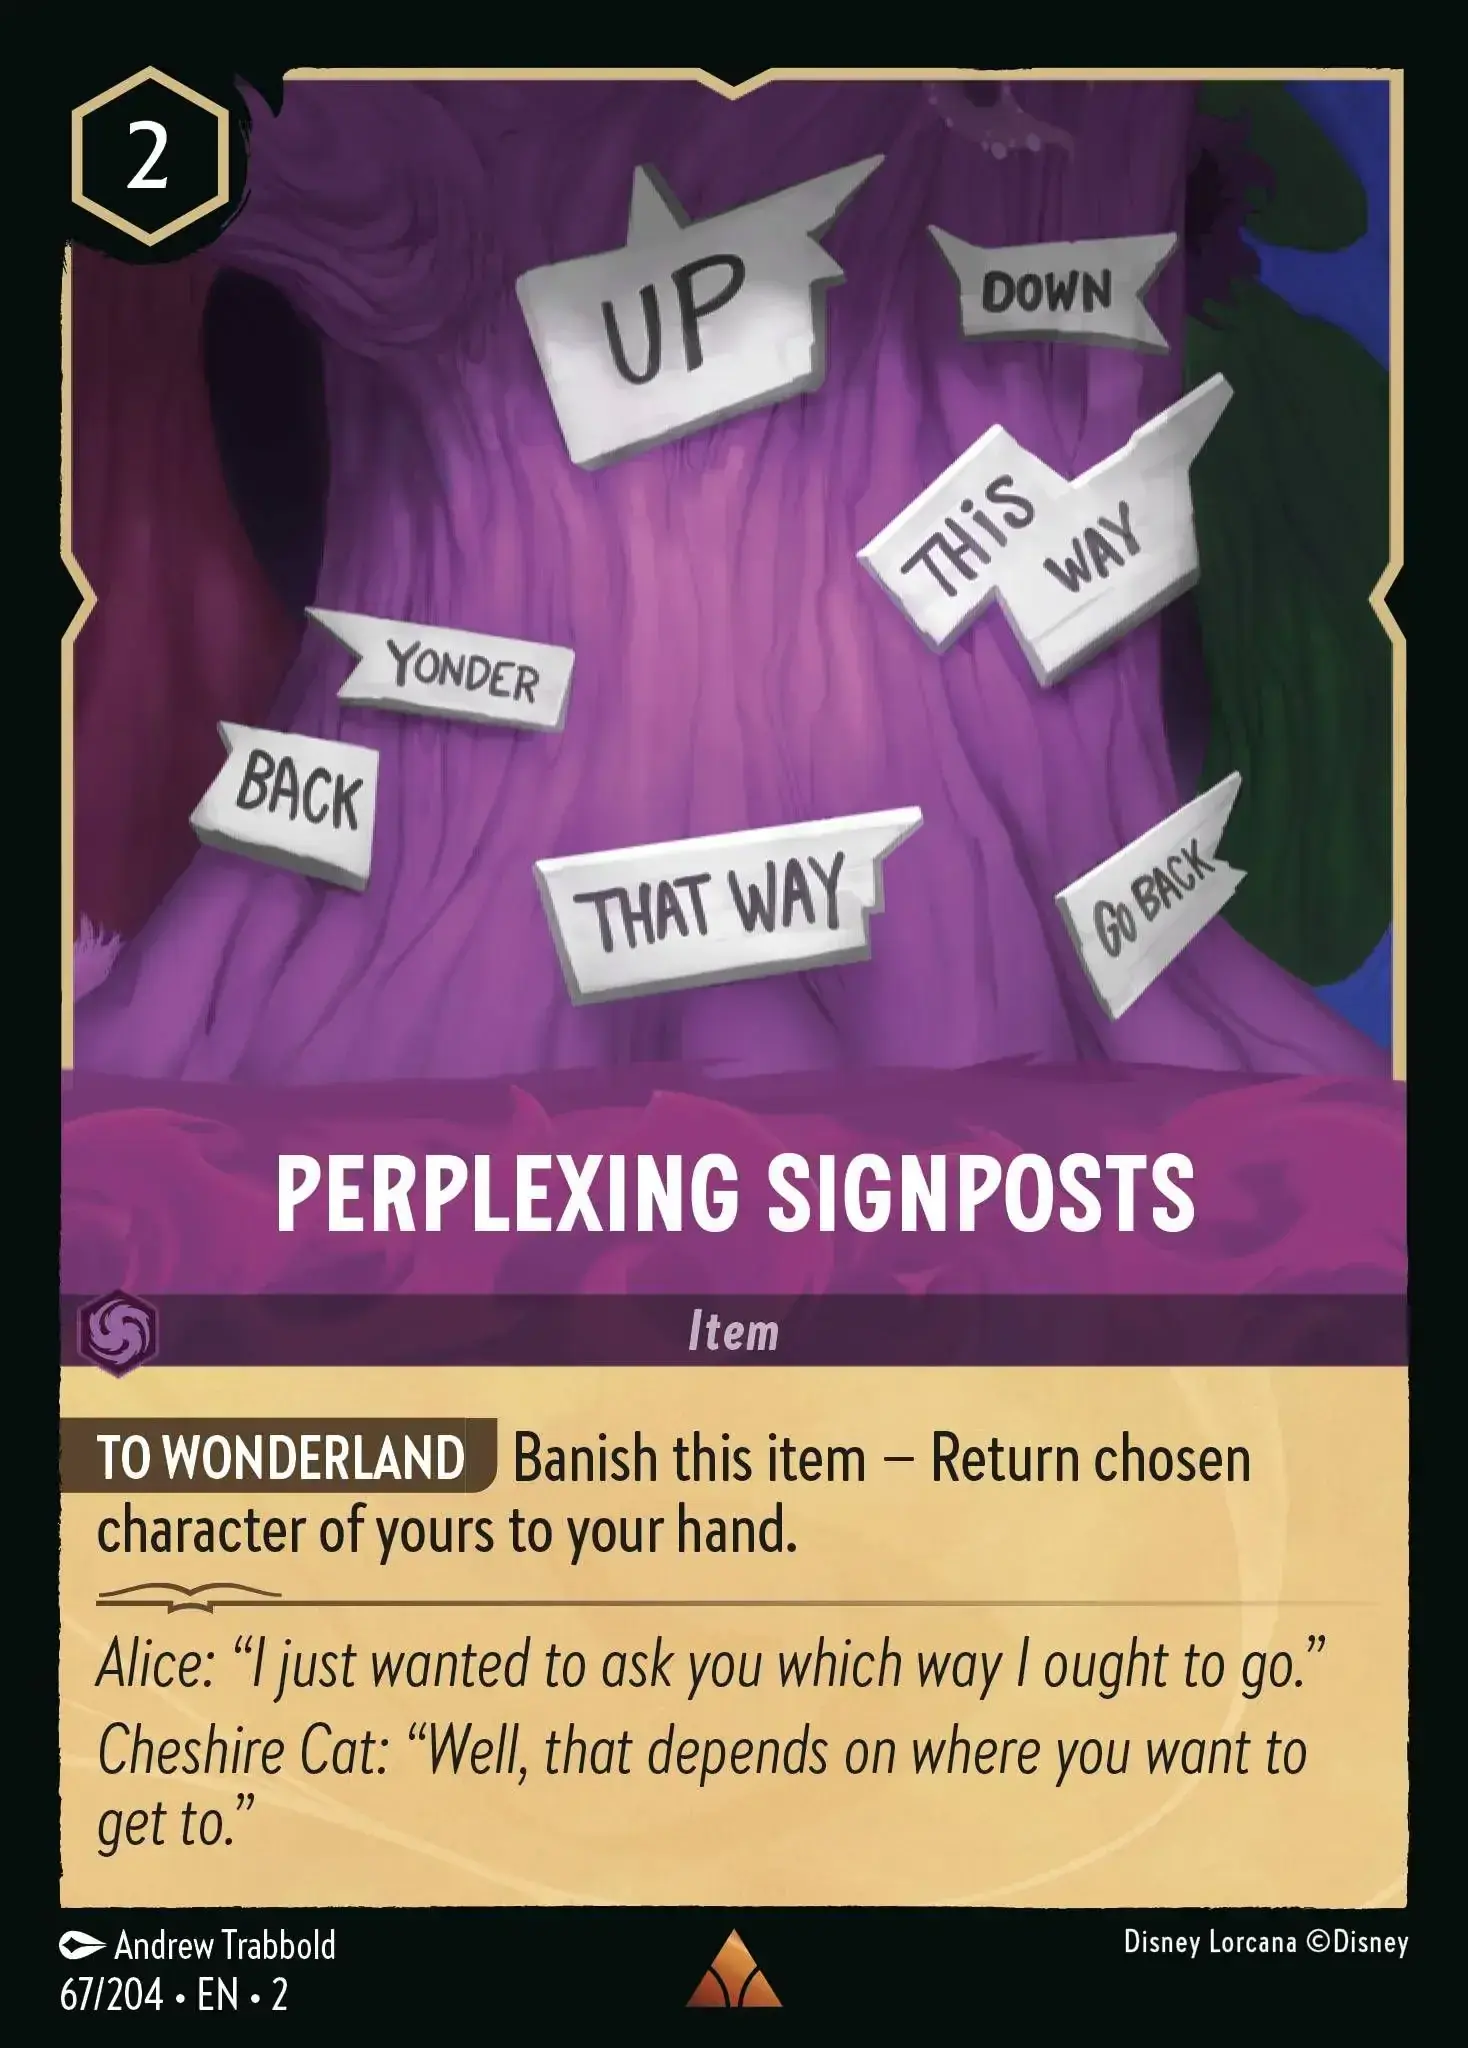 2
UP
DOWN
THiS
WAY
YONDER
BACK
THAT WAY
GO BACK
PERPLEXING SIGNPOSTS
Item
TO WONDERLAND Banish this item – Return chosen
character of yours to your hand.
Alice: “I just wanted to ask you which way I ought to go.”
Cheshire Cat: “Well, that depends on where you want to
get to.”
Andrew Trabbold
67/204 • EN • 2
Disney Lorcana ©Disney